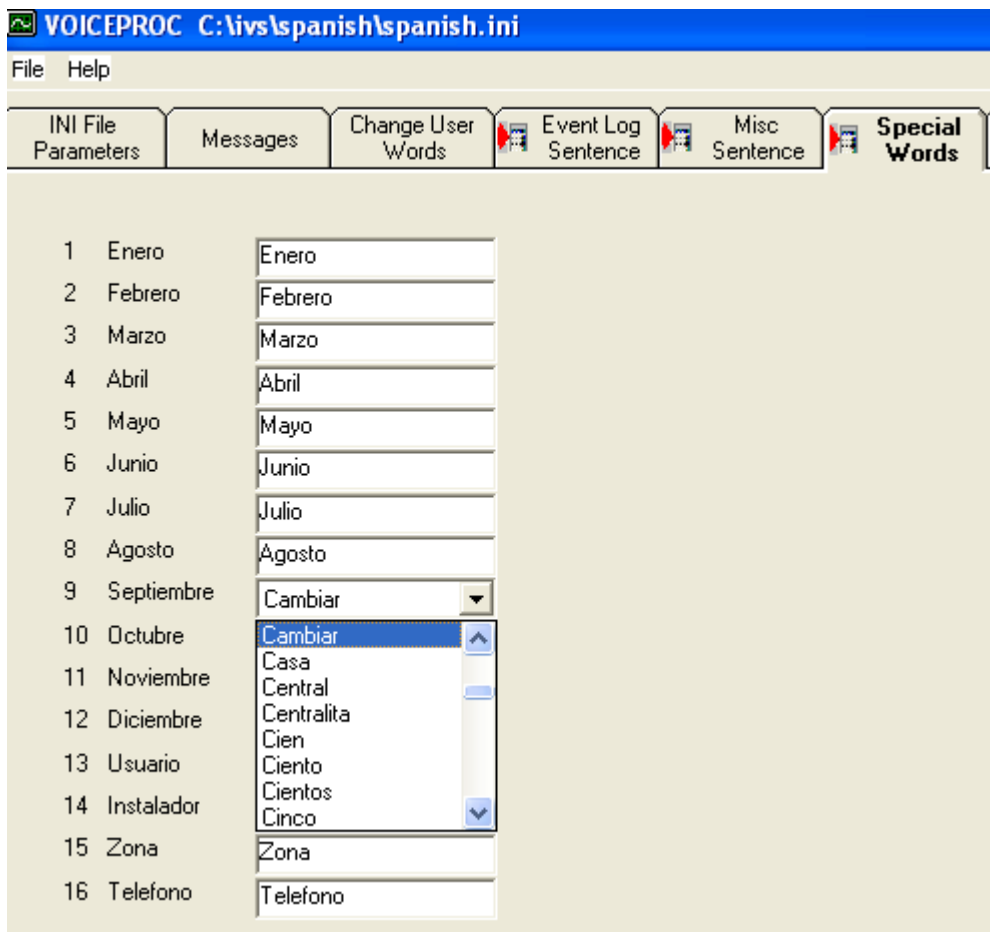 VOICEPROC C:\ivs\spanish\spanish.ini
File Help
INI File Parameters
Messages
Change User Words
Event Log Sentence
Misc Sentence
Special Words
1 Enero Enero
2 Febrero Febrero
3 Marzo Marzo
4 Abril Abril
5 Mayo Mayo
6 Junio Junio
7 Julio Julio
8 Agosto Agosto
9 Septiembre Cambiar
10 Octubre
11 Noviembre
12 Diciembre
13 Usuario
14 Instalador
Cambiar
Casa
Central
Centralita
Cien
Ciento
Cientos
Cinco
15 Zona Zona
16 Telefono Telefono